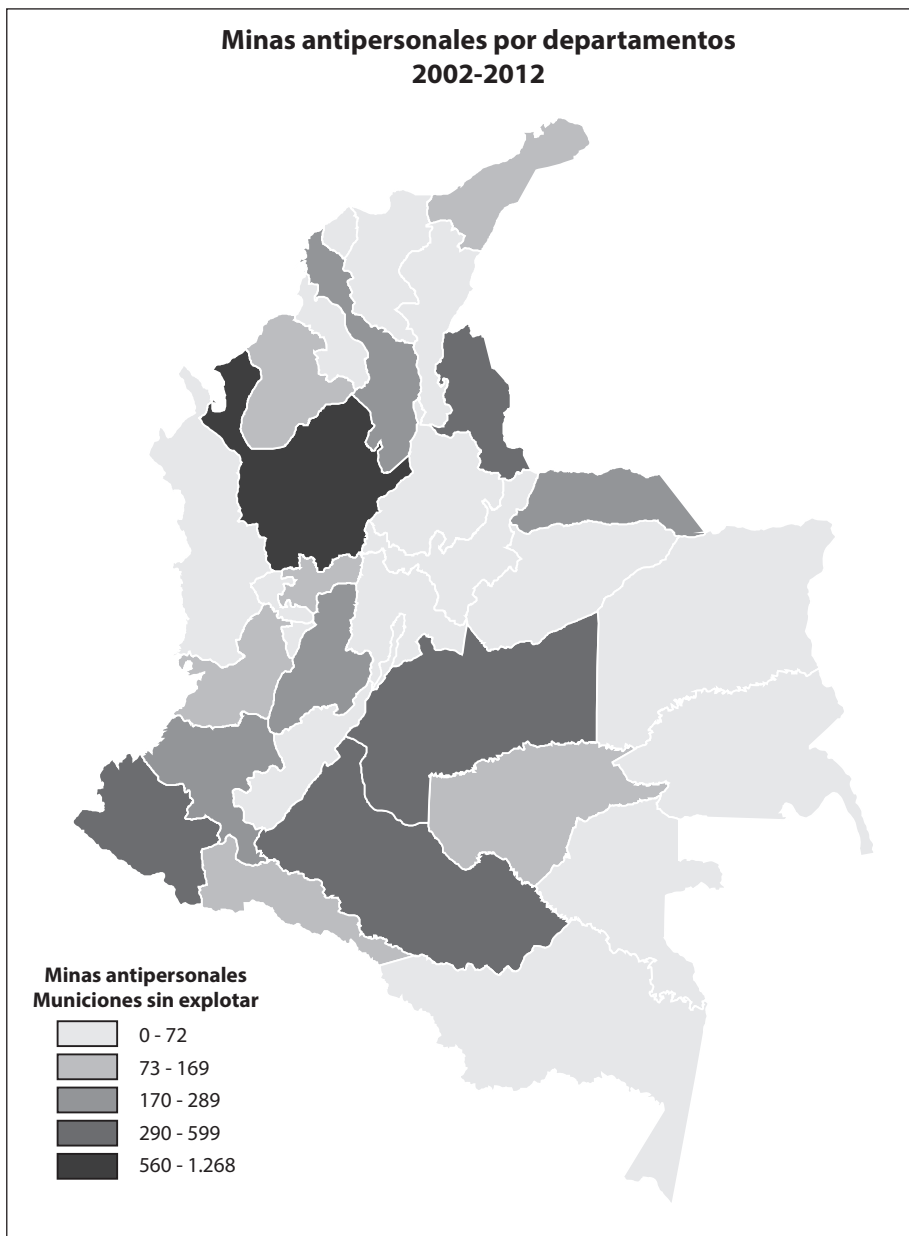 Minas antipersonales por departamentos
2002-2012
Minas antipersonales
Municiones sin explotar
0 - 72
73 - 169
170 - 289
290 - 599
560 - 1.268